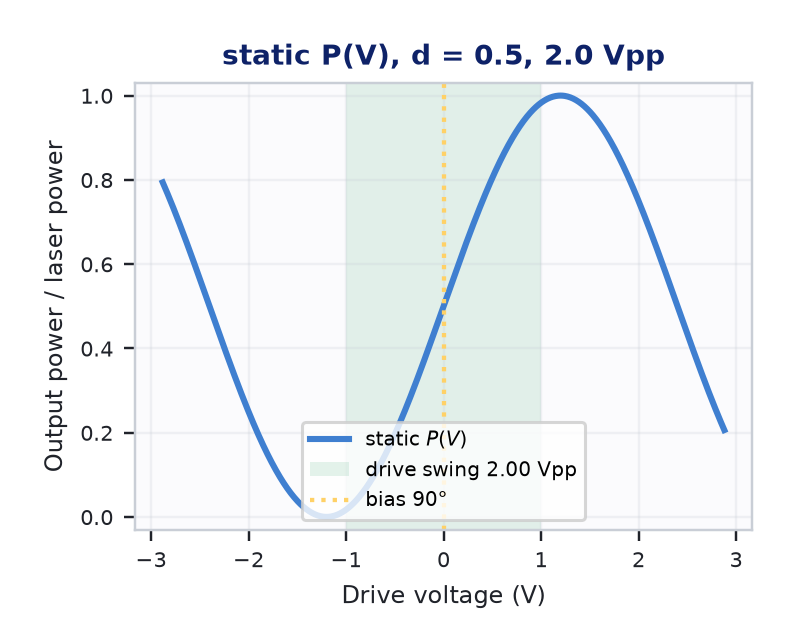 static P(V), d = 0.5, 2.0 Vpp
Output power / laser power
1.0
0.8
0.6
0.4
0.2
0.0
static P(V)
drive swing 2.00 Vpp
bias 90°
−3
−2
−1
0
1
2
3
Drive voltage (V)